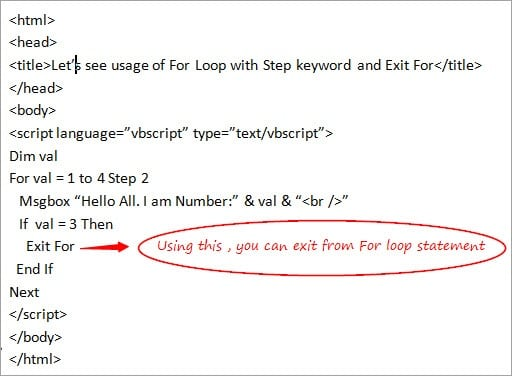 <html>
<head>
<title>Let’s see usage of For Loop with Step keyword and Exit For</title>
</head>
<body>
<script language=”vbscript” type=”text/vbscript”>
Dim val
For val = 1 to 4 Step 2
Msgbox “Hello All. I am Number:” & val & “<br />”
If val = 3 Then
Exit For Using this , you can exit from For loop statement
End If
Next
</script>
</body>
</html>